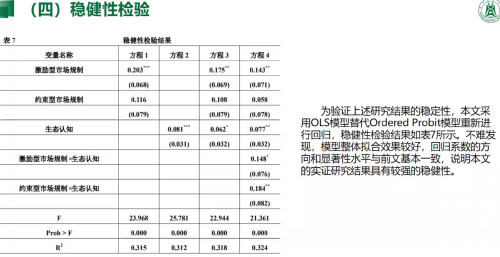 （四）稳健性检验
表 7 稳健性检验结果
变量名称 方程 1 方程 2 方程 3 方程 4
激励型市场规制 0.203*** 0.175** 0.143**
(0.068) (0.069) (0.071)
约束型市场规制 0.116 0.108 0.058
(0.079) (0.079) (0.078)
生态认知 0.081*** 0.062* 0.077**
(0.031) (0.032) (0.032)
激励型市场规制×生态认知 0.148*
(0.076)
约束型市场规制×生态认知 0.184**
(0.082)
F 23.968 25.781 22.944 21.361
Prob > F 0.000 0.000 0.000 0.000
R² 0.315 0.312 0.318 0.324
为验证上述研究结果的稳定性，本文采
用OLS模型替代Ordered Probit模型重新进
行回归，稳健性检验结果如表7所示。不难发
现，模型整体拟合效果较好，回归系数的方
向和显著性水平与前文基本一致，说明本文
的实证研究结果具有较强的稳健性。